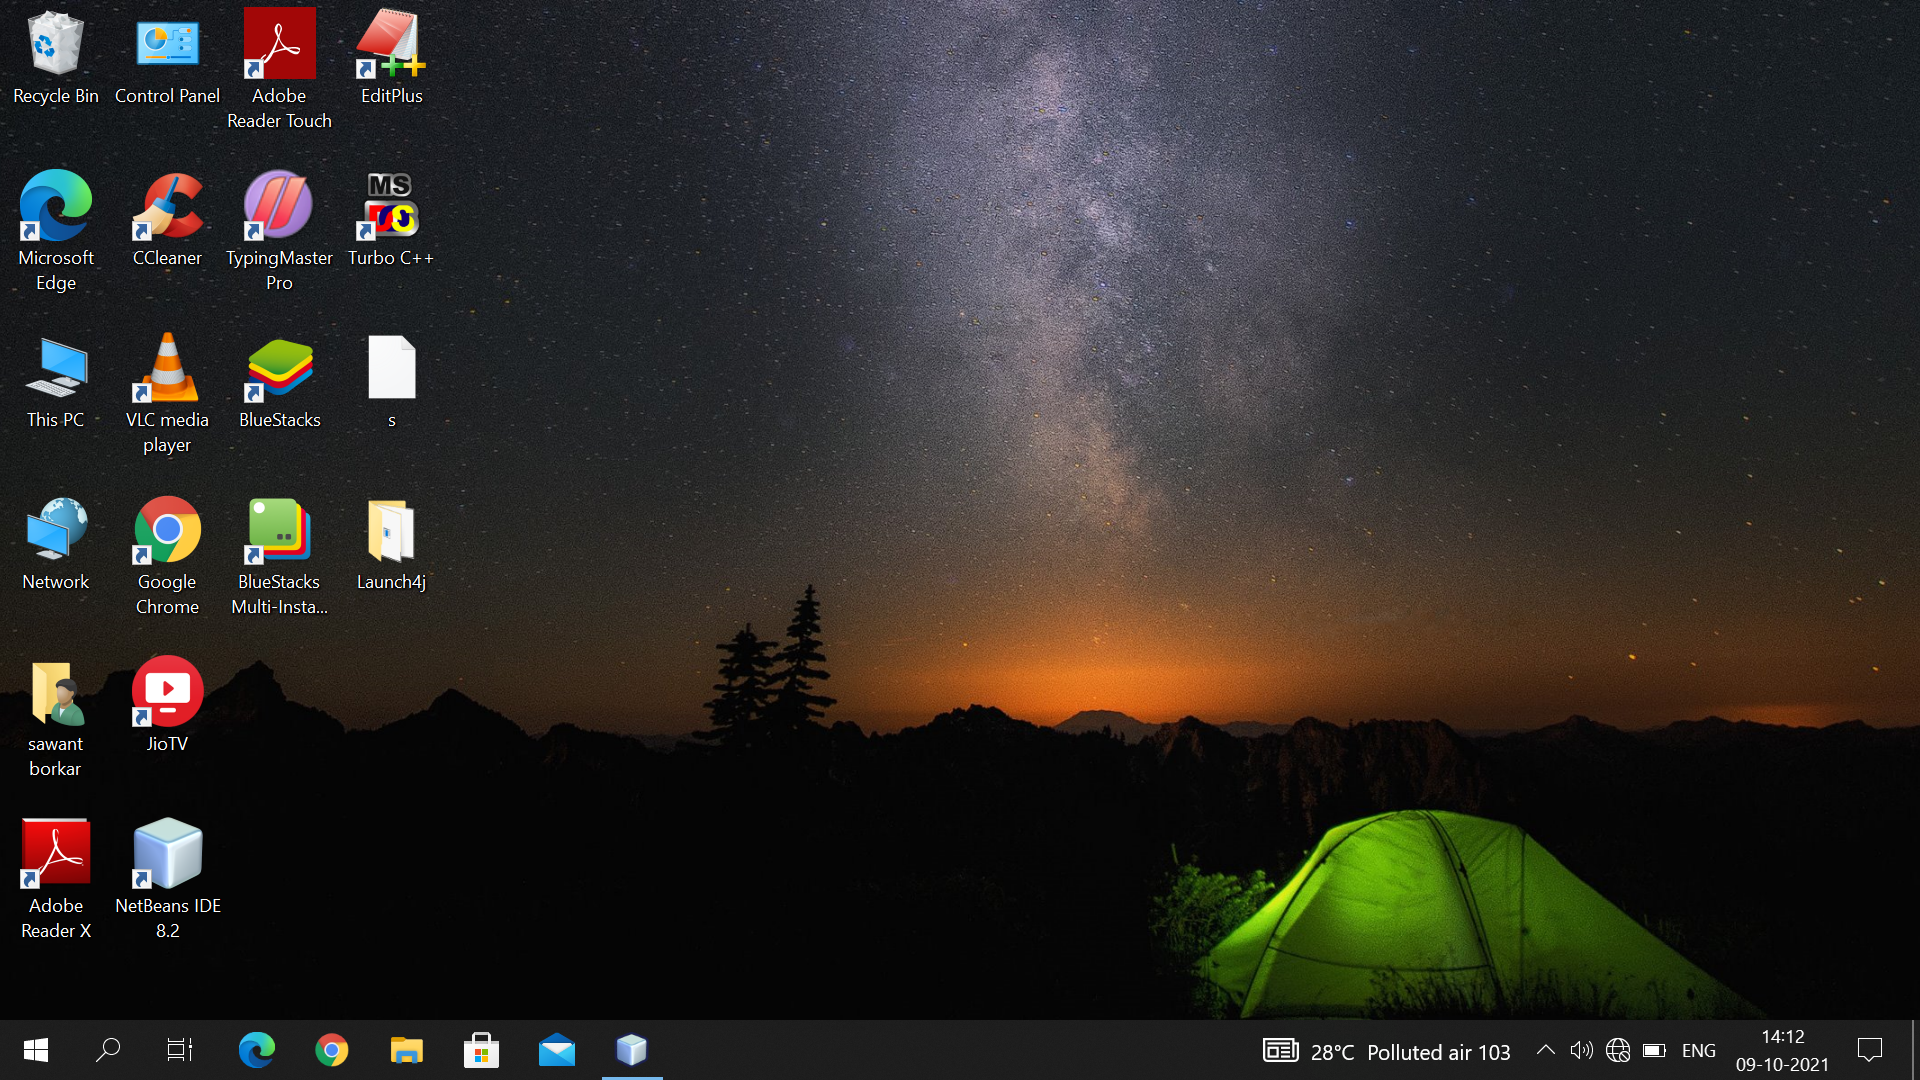 Recycle Bin
Control Panel
Adobe
Reader Touch
EditPlus
Microsoft
Edge
CCleaner
TypingMaster
Pro
MS
DOS
Turbo C++
This PC
VLC media
player
BlueStacks
s
Network
Google
Chrome
BlueStacks
Multi-Insta...
Launch4j
sawant
borkar
JioTV
Adobe
Reader X
NetBeans IDE
8.2
28°C Polluted air 103
ENG
14:12
09-10-2021